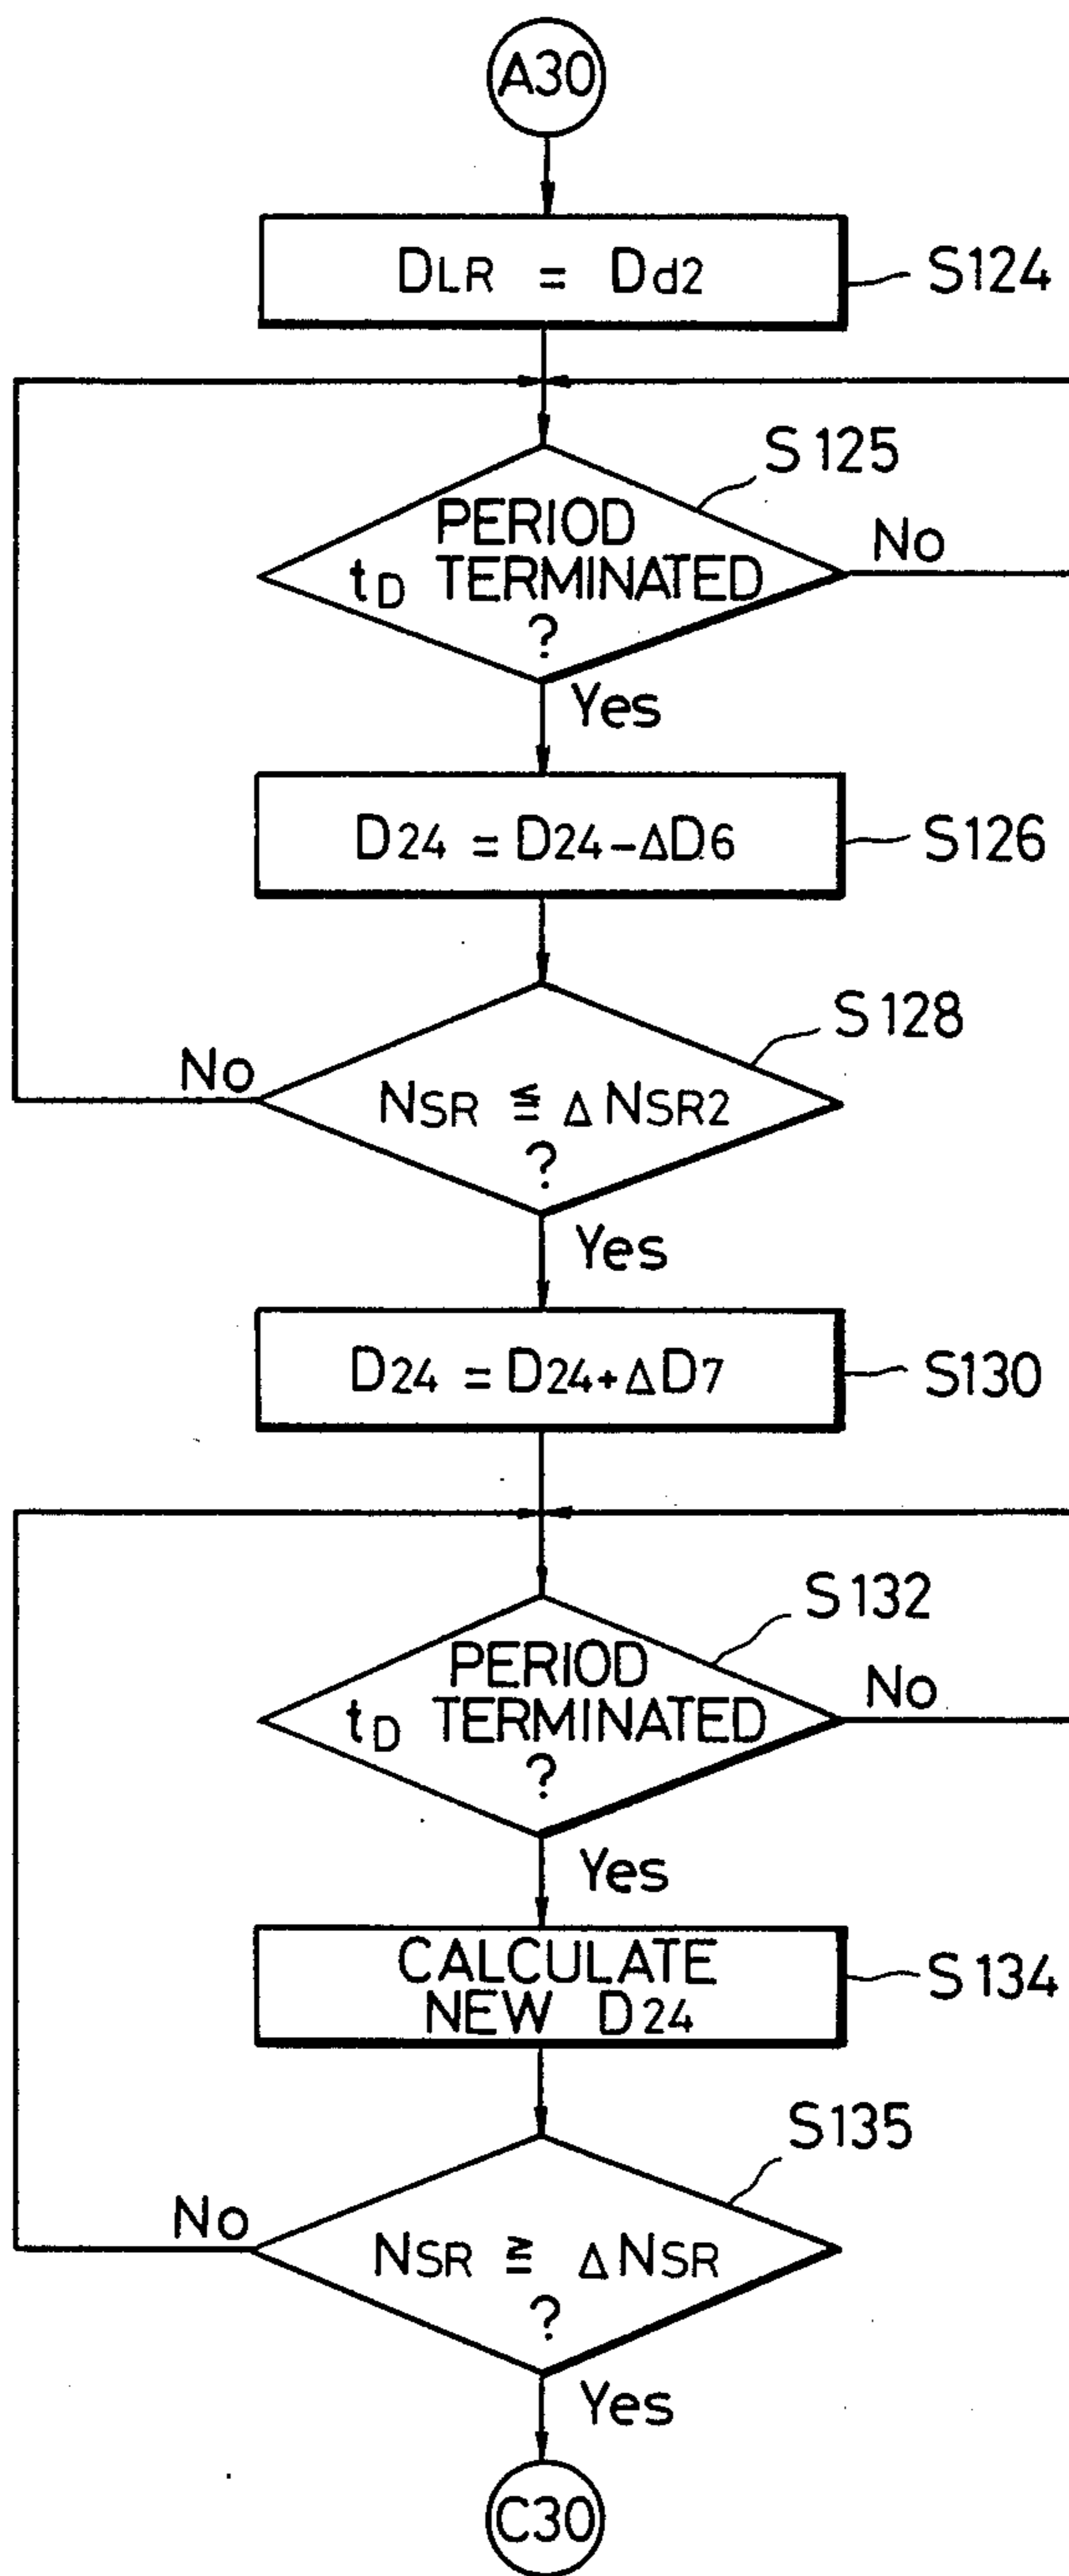 A30
DLR = Dd2
S124
S125
PERIOD
tD TERMINATED
?
No
Yes
D24 = D24-ΔD6
S126
S128
No
NSR ≦ ΔNSR2
?
Yes
D24 = D24+ΔD7
S130
S132
PERIOD
tD TERMINATED
?
No
Yes
CALCULATE
NEW D24
S134
S135
No
NSR ≧ ΔNSR
?
Yes
C30